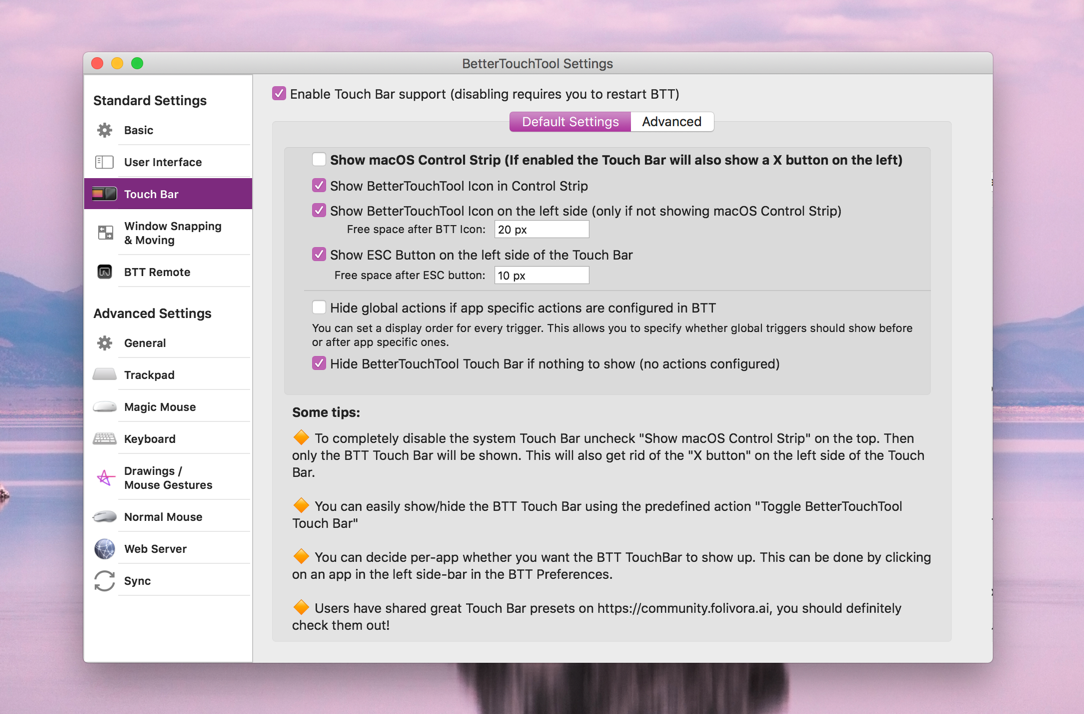 BetterTouchTool Settings
Standard Settings
Basic
User Interface
Touch Bar
Window Snapping
& Moving
BTT Remote
Advanced Settings
General
Trackpad
Magic Mouse
Keyboard
Drawings /
Mouse Gestures
Normal Mouse
Web Server
Sync
Enable Touch Bar support (disabling requires you to restart BTT)
Default Settings Advanced
Show macOS Control Strip (If enabled the Touch Bar will also show a X button on the left)
Show BetterTouchTool Icon in Control Strip
Show BetterTouchTool Icon on the left side (only if not showing macOS Control Strip)
Free space after BTT Icon: 20 px
Show ESC Button on the left side of the Touch Bar
Free space after ESC button: 10 px
Hide global actions if app specific actions are configured in BTT
You can set a display order for every trigger. This allows you to specify whether global triggers should show before
or after app specific ones.
Hide BetterTouchTool Touch Bar if nothing to show (no actions configured)
Some tips:
To completely disable the system Touch Bar uncheck "Show macOS Control Strip" on the top. Then
only the BTT Touch Bar will be shown. This will also get rid of the "X button" on the left side of the Touch
Bar.
You can easily show/hide the BTT Touch Bar using the predefined action "Toggle BetterTouchTool
Touch Bar"
You can decide per-app whether you want the BTT TouchBar to show up. This can be done by clicking
on an app in the left side-bar in the BTT Preferences.
Users have shared great Touch Bar presets on https://community.folivora.ai, you should definitely
check them out!